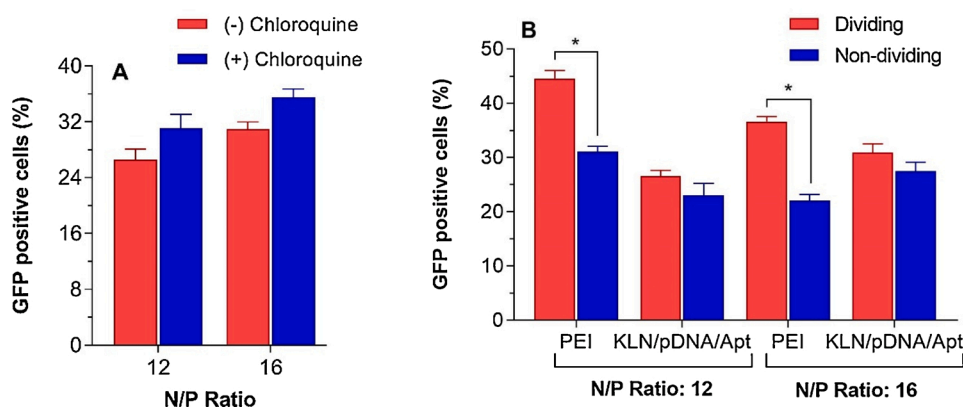 (-) Chloroquine
(+) Chloroquine
A
GFP positive cells (%)
40
32
24
16
8
0
12
16
N/P Ratio
Dividing
Non-dividing
B
GFP positive cells (%)
50
40
30
20
10
0
*
*
PEI
KLN/pDNA/Apt
PEI
KLN/pDNA/Apt
N/P Ratio: 12
N/P Ratio: 16